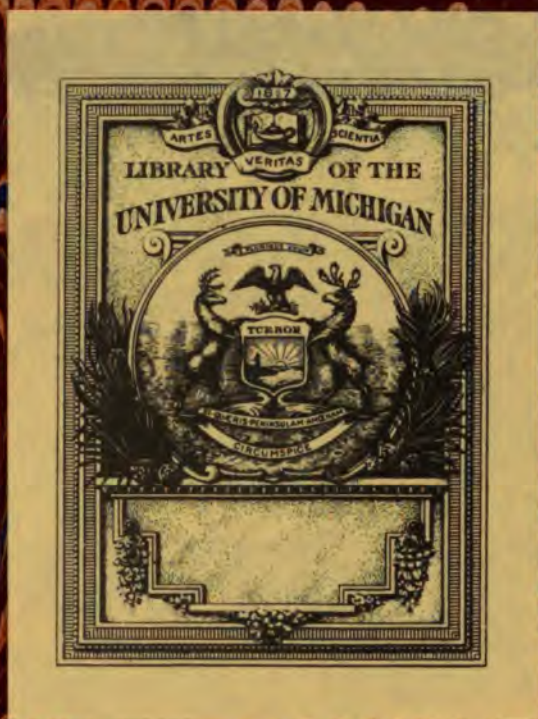 1817
ARTES
SCIENTIA
VERITAS
LIBRARY OF THE
UNIVERSITY OF MICHIGAN
TUEBOR
CIRCUMSPICE